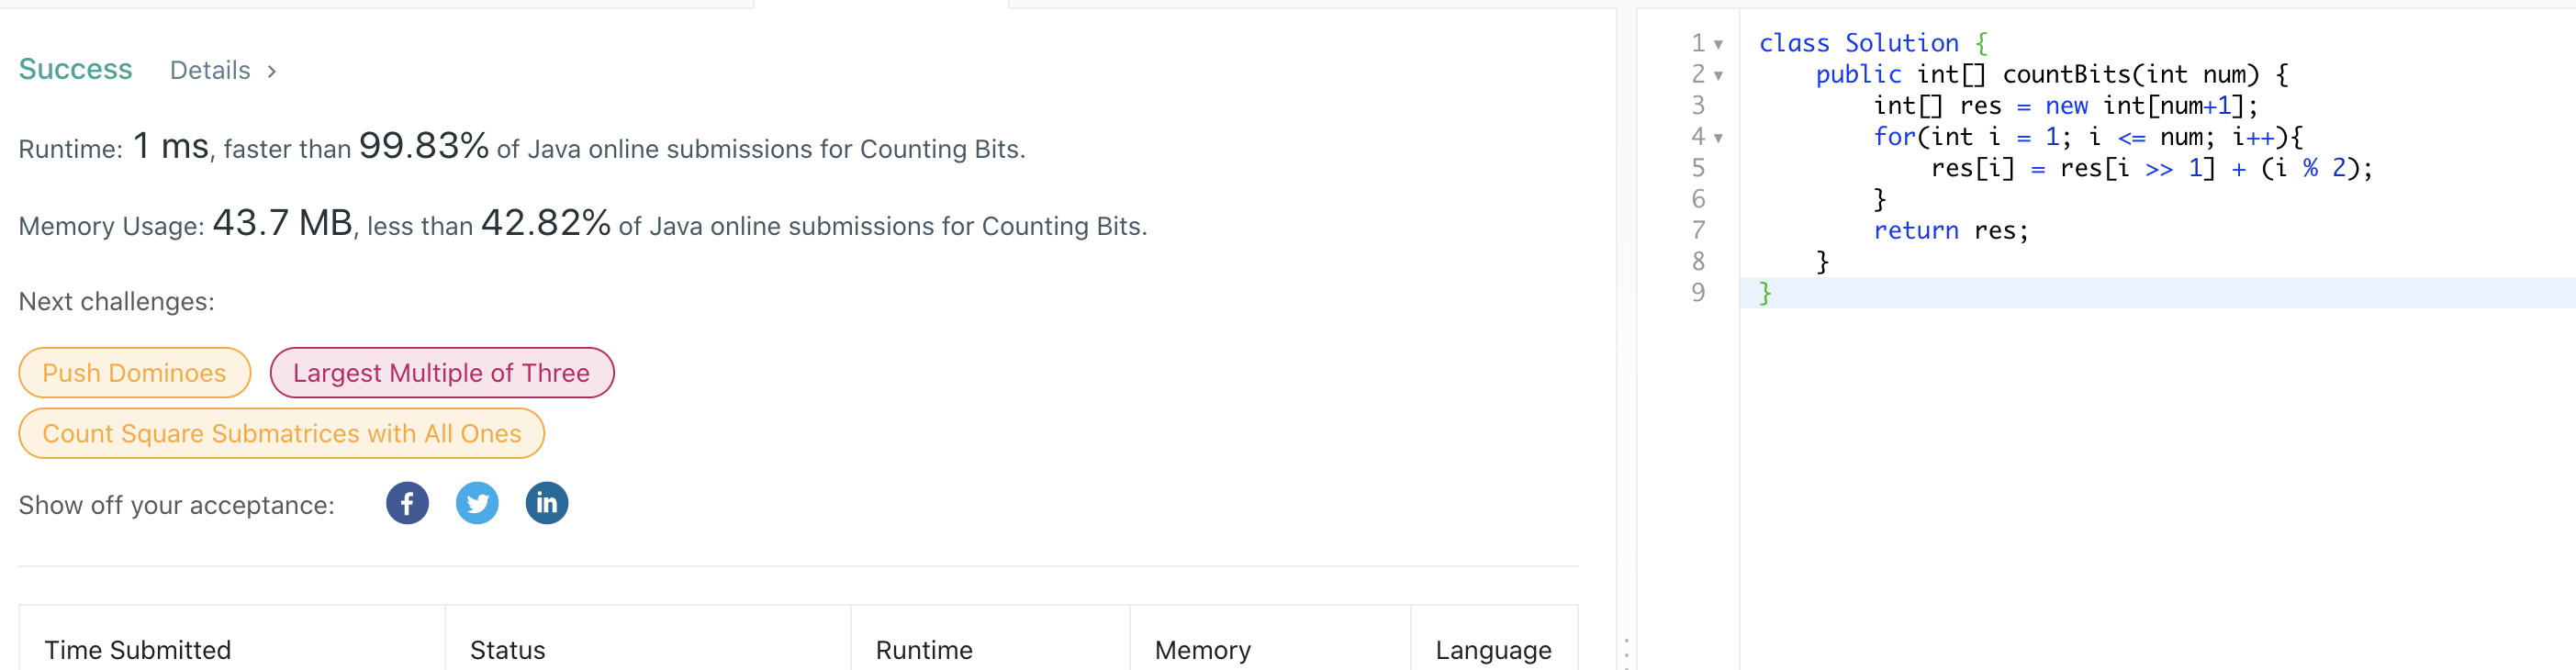 Success Details >
Runtime: 1 ms, faster than 99.83% of Java online submissions for Counting Bits.
Memory Usage: 43.7 MB, less than 42.82% of Java online submissions for Counting Bits.
Next challenges:
Push Dominoes Largest Multiple of Three
Count Square Submatrices with All Ones
Show off your acceptance: f in
Time Submitted Status Runtime Memory Language
1 class Solution {
2     public int[] countBits(int num) {
3         int[] res = new int[num+1];
4         for(int i = 1; i <= num; i++){
5             res[i] = res[i >> 1] + (i % 2);
6         }
7         return res;
8     }
9 }